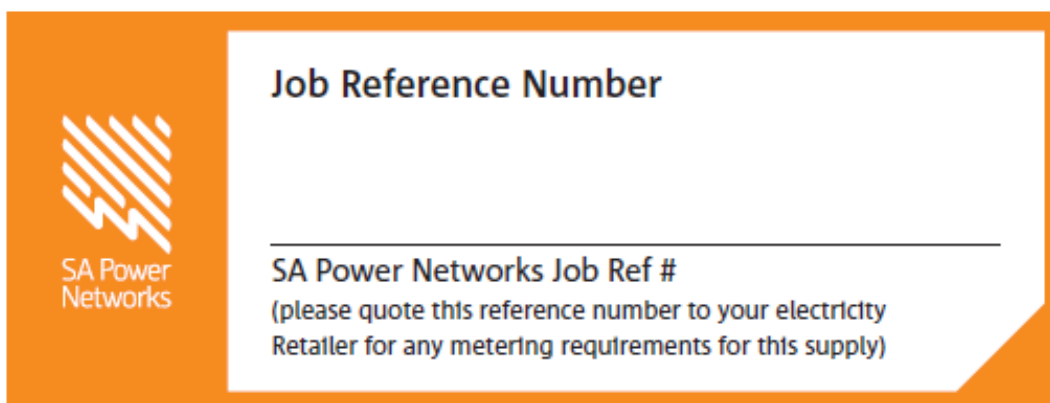 Job Reference Number
SA Power
Networks
SA Power Networks Job Ref #
(please quote this reference number to your electricity
Retailer for any metering requirements for this supply)